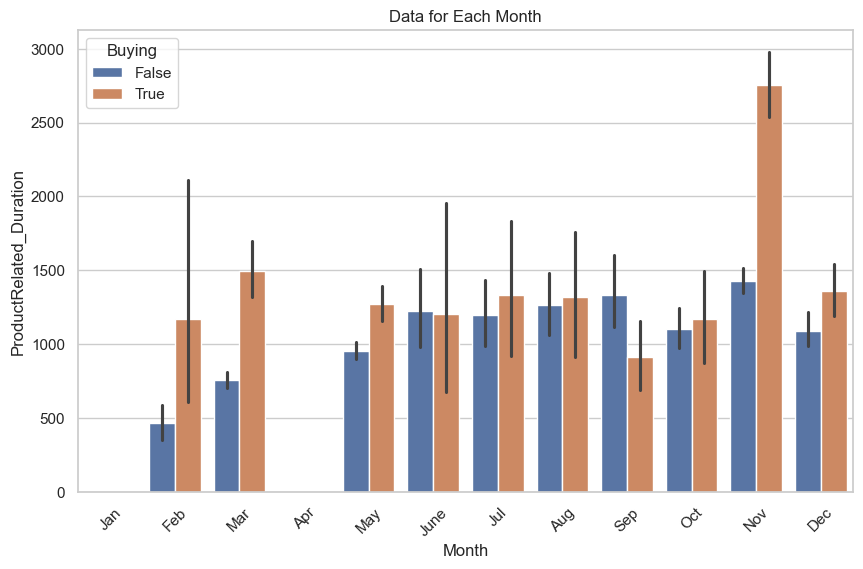 Data for Each Month
Buying
False
True
ProductRelated_Duration
3000
2500
2000
1500
1000
500
0
Jan Feb Mar Apr May June Jul Aug Sep Oct Nov Dec
Month